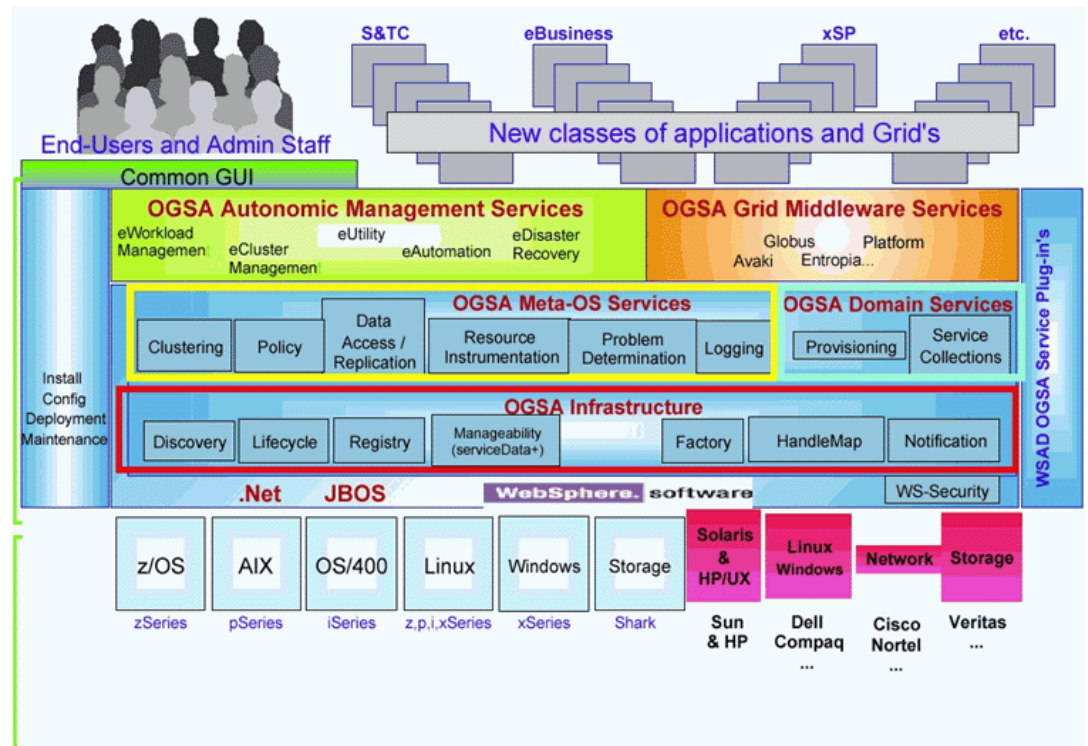 S&TC
eBusiness
xSP
etc.
End-Users and Admin Staff
New classes of applications and Grid's
Common GUI
OGSA Autonomic Management Services
eWorkload
Management
eCluster
Management
eUtility
eAutomation
eDisaster
Recovery
OGSA Grid Middleware Services
Globus
Platform
Avaki
Entropia...
Install
Config
Deployment
Maintenance
WSAD OGSA Service Plug-in's
OGSA Meta-OS Services
Clustering
Policy
Data
Access /
Replication
Resource
Instrumentation
Problem
Determination
Logging
OGSA Domain Services
Provisioning
Service
Collections
OGSA Infrastructure
Discovery
Lifecycle
Registry
Manageability
(serviceData+)
Factory
HandleMap
Notification
.Net
JBOS
WebSphere. software
WS-Security
z/OS
AIX
OS/400
Linux
Windows
Storage
Solaris
&
HP/UX
Linux
Windows
Network
Storage
zSeries
pSeries
iSeries
z,p,i,xSeries
xSeries
Shark
Sun
& HP
Dell
Compaq
...
Cisco
Nortel
...
Veritas
...